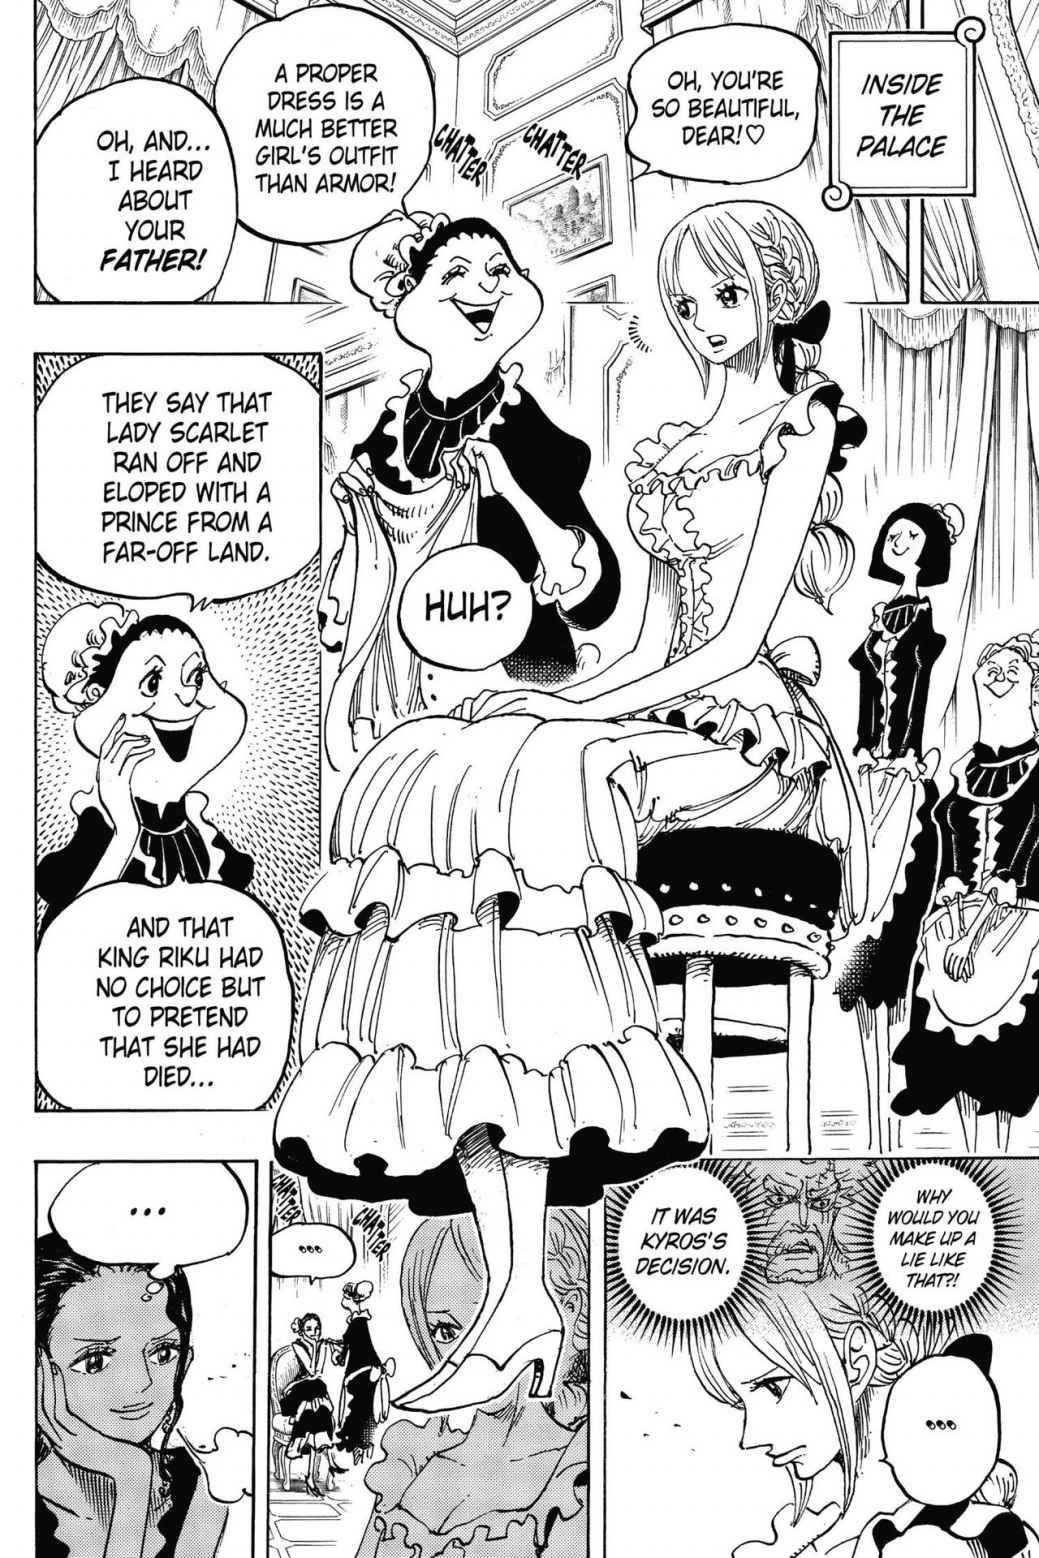 INSIDE
THE
PALACE
OH, YOU'RE
SO BEAUTIFUL,
DEAR!♡
CHATTER
CHATTER
A PROPER
DRESS IS A
MUCH BETTER
GIRL'S OUTFIT
THAN ARMOR!
OH, AND...
I HEARD
ABOUT
YOUR
FATHER!
HUH?
THEY SAY THAT
LADY SCARLET
RAN OFF AND
ELOPED WITH A
PRINCE FROM A
FAR-OFF LAND.
AND THAT
KING RIKU HAD
NO CHOICE BUT
TO PRETEND
THAT SHE HAD
DIED...
WHY
WOULD YOU
MAKE UP A
LIE LIKE
THAT?!
IT WAS
KYROS'S
DECISION.
...
CHATTER
CHATTER
...
...